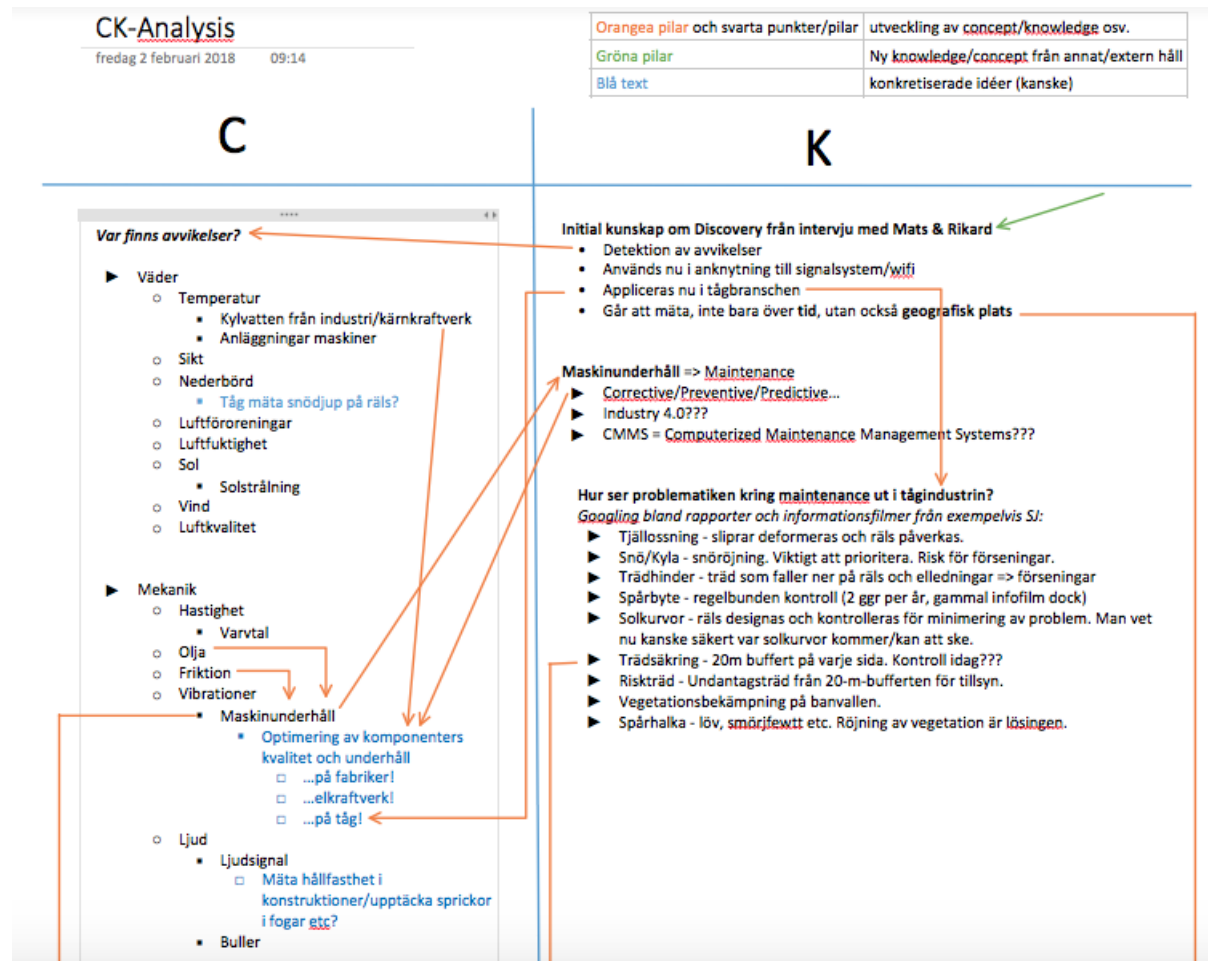 CK-Analysis
fredag 2 februari 2018 09:14
Orangea pilar och svarta punkter/pilar utveckling av concept/knowledge osv.
Gröna pilar Ny knowledge/concept från annat/extern håll
Blå text konkretiserade idéer (kanske)
C
K
Var finns avvikelser?
Väder
Temperatur
Kylvatten från industri/kärnkraftverk
Anläggningar maskiner
Sikt
Nederbörd
Tåg mäta snödjup på räls?
Luftföroreningar
Luftfuktighet
Sol
Solstrålning
Vind
Luftkvalitet
Mekanik
Hastighet
Varvtal
Olja
Friktion
Vibrationer
Maskinunderhåll
Optimering av komponenters
kvalitet och underhåll
...på fabriker!
...elkraftverk!
...på tåg!
Ljud
Ljudsignal
Mäta hållfasthet i
konstruktioner/upptäcka sprickor
i fogar etc?
Buller
Initial kunskap om Discovery från intervju med Mats & Rikard
Detektion av avvikelser
Används nu i anknytning till signalsystem/wifi
Appliceras nu i tågbranschen
Går att mäta, inte bara över tid, utan också geografisk plats
Maskinunderhåll => Maintenance
Corrective/Preventive/Predictive...
Industry 4.0???
CMMS = Computerized Maintenance Management Systems???
Hur ser problematiken kring maintenance ut i tågindustrin?
Googling bland rapporter och informationsfilmer från exempelvis SJ:
Tjällossning - sliprar deformeras och räls påverkas.
Snö/Kyla - snöröjning. Viktigt att prioritera. Risk för förseningar.
Trädhinder - träd som faller ner på räls och elledningar => förseningar
Spårbyte - regelbunden kontroll (2 ggr per år, gammal infofilm dock)
Solkurvor - räls designas och kontrolleras för minimering av problem. Man vet
nu kanske säkert var solkurvor kommer/kan att ske.
Trädsäkring - 20m buffert på varje sida. Kontroll idag???
Riskträd - Undantagsträd från 20-m-bufferten för tillsyn.
Vegetationsbekämpning på banvallen.
Spårhalka - löv, smörjfewtt etc. Röjning av vegetation är lösingen.